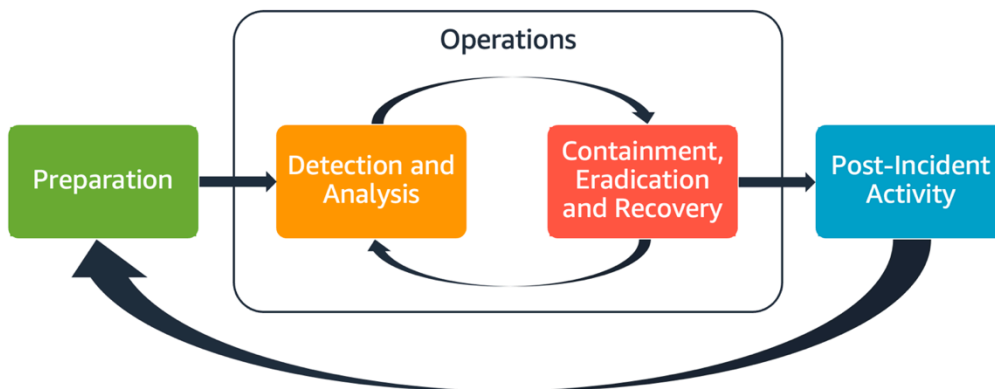 Operations
Preparation
Detection and
Analysis
Containment,
Eradication
and Recovery
Post-Incident
Activity